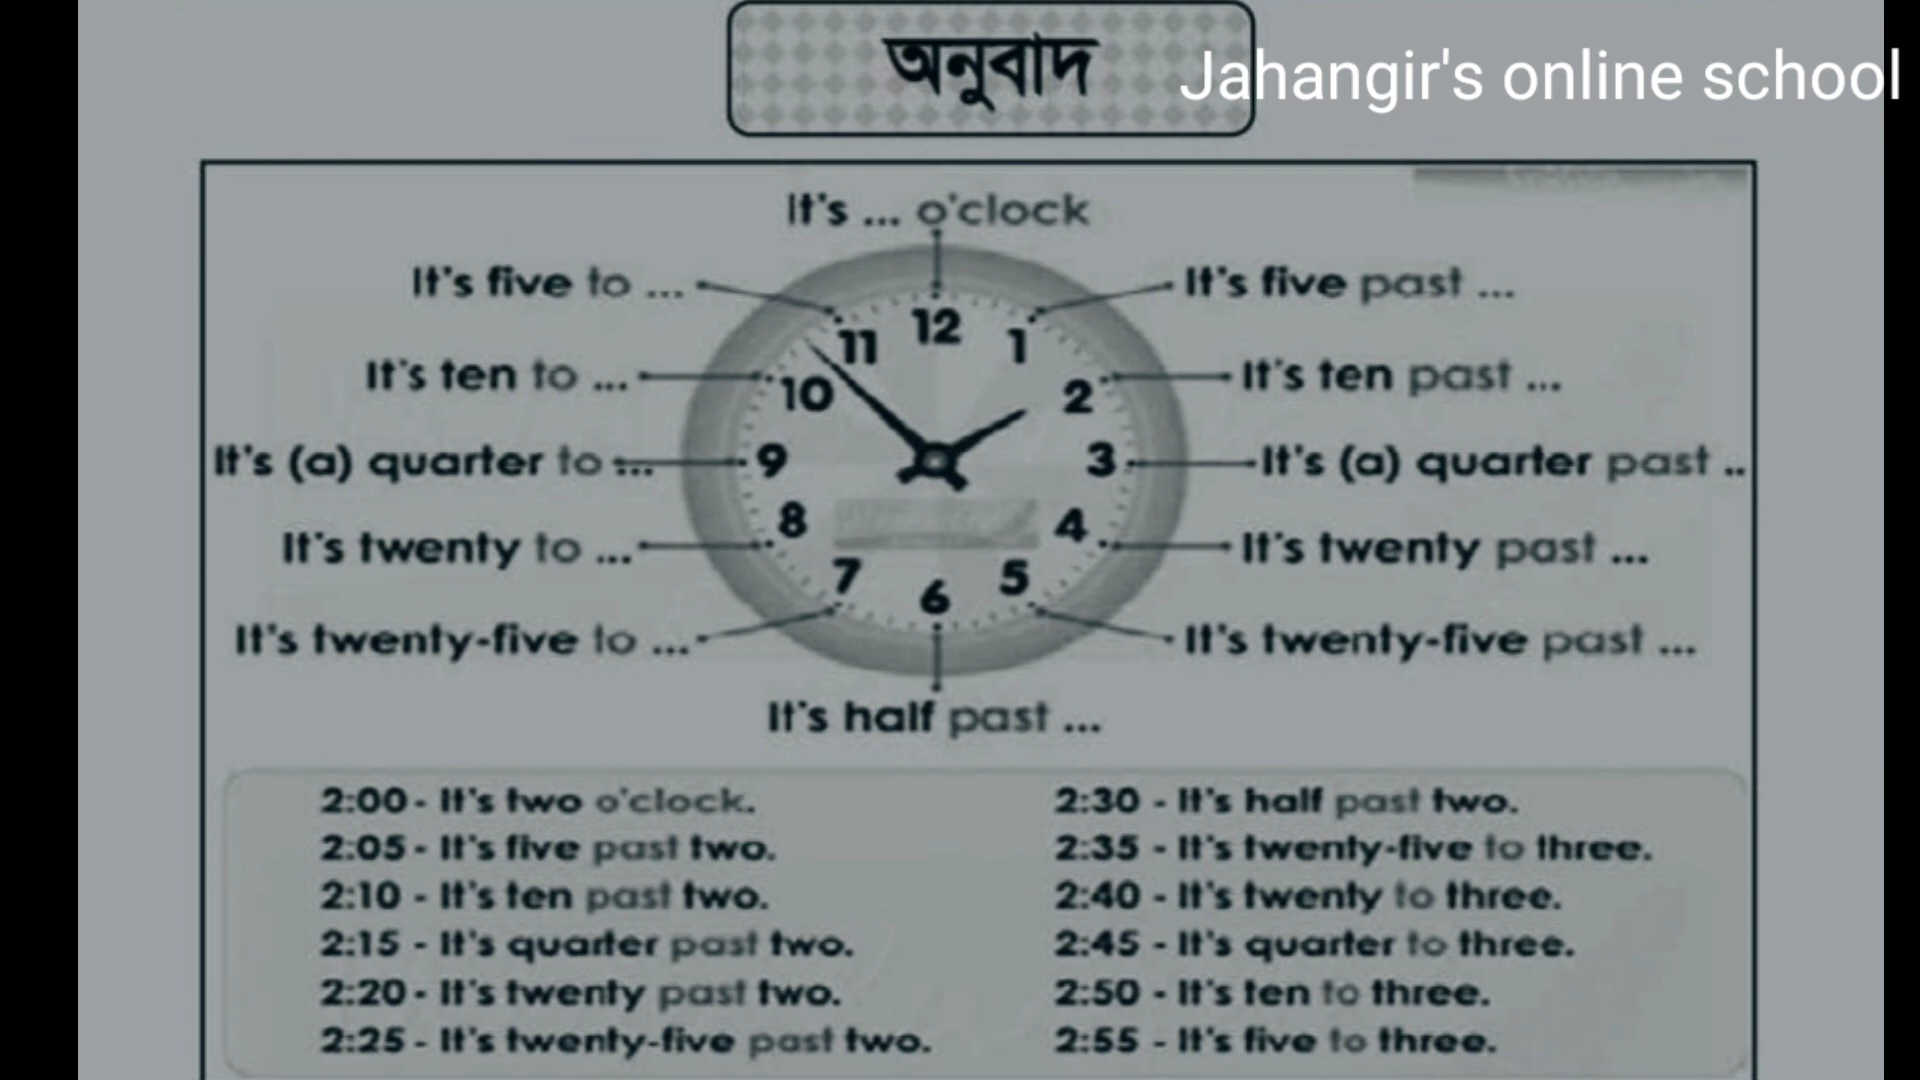 অনুবাদ
Jahangir's online school
It's ... o'clock
It's five to ...
It's five past ...
It's ten to ...
It's ten past ...
It's (a) quarter to ...
It's (a) quarter past ..
It's twenty to ...
It's twenty past ...
It's twenty-five to ...
It's twenty-five past ...
It's half past ...
12
11
1
10
2
9
3
8
4
7
5
6
2:00 - It's two o'clock.
2:05 - It's five past two.
2:10 - It's ten past two.
2:15 - It's quarter past two.
2:20 - It's twenty past two.
2:25 - It's twenty-five past two.
2:30 - It's half past two.
2:35 - It's twenty-five to three.
2:40 - It's twenty to three.
2:45 - It's quarter to three.
2:50 - It's ten to three.
2:55 - It's five to three.